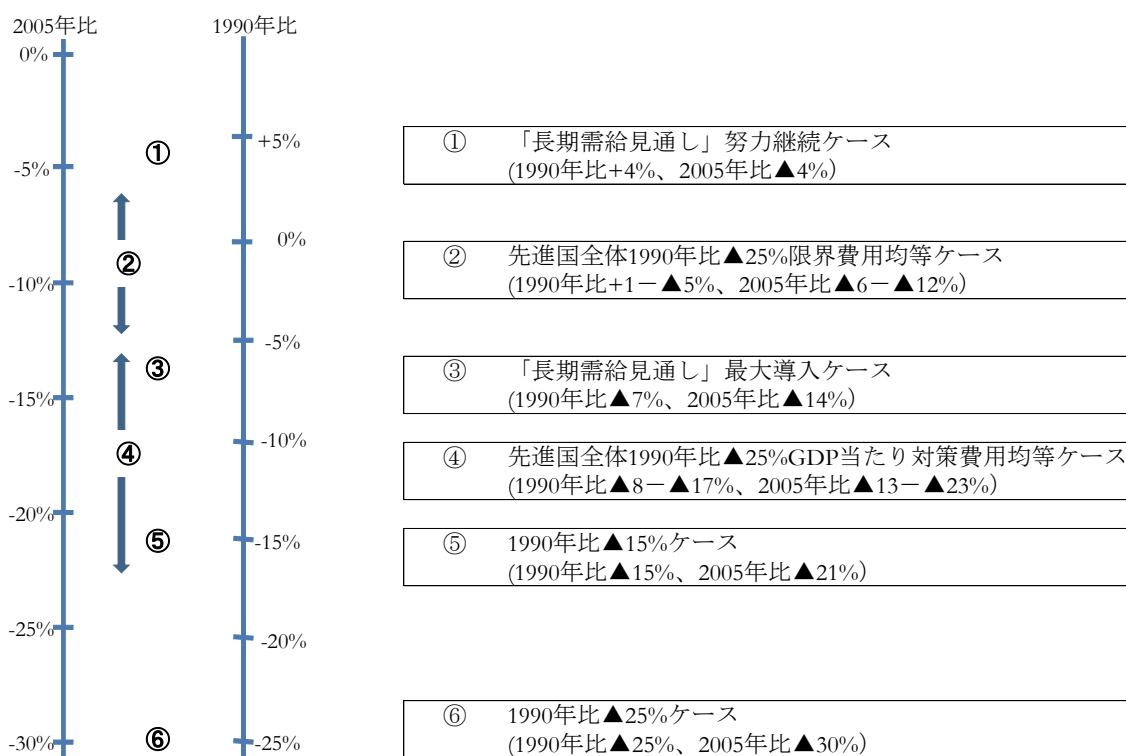 2005年比
1990年比
0%
-5%
-10%
-15%
-20%
-25%
-30%
+5%
0%
-5%
-10%
-15%
-20%
-25%
①
②
③
④
⑤
⑥
① 「長期需給見通し」努力継続ケース
(1990年比+4%、2005年比▲4%)
② 先進国全体1990年比▲25%限界費用均等ケース
(1990年比+1－▲5%、2005年比▲6－▲12%)
③ 「長期需給見通し」最大導入ケース
(1990年比▲7%、2005年比▲14%)
④ 先進国全体1990年比▲25%GDP当たり対策費用均等ケース
(1990年比▲8－▲17%、2005年比▲13－▲23%)
⑤ 1990年比▲15%ケース
(1990年比▲15%、2005年比▲21%)
⑥ 1990年比▲25%ケース
(1990年比▲25%、2005年比▲30%)